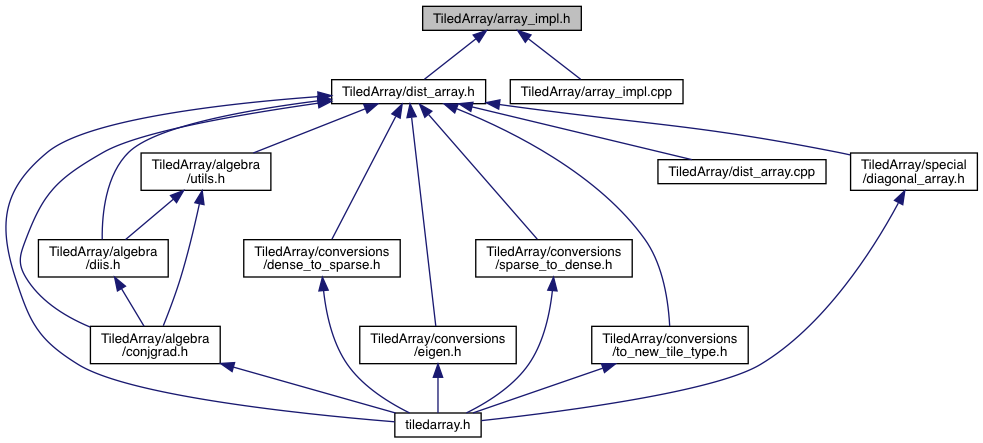 TiledArray/array_impl.h
TiledArray/dist_array.h
TiledArray/array_impl.cpp
TiledArray/algebra
/utils.h
TiledArray/dist_array.cpp
TiledArray/special
/diagonal_array.h
TiledArray/algebra
/diis.h
TiledArray/conversions
/dense_to_sparse.h
TiledArray/conversions
/sparse_to_dense.h
TiledArray/algebra
/conjgrad.h
TiledArray/conversions
/eigen.h
TiledArray/conversions
/to_new_tile_type.h
tiledarray.h